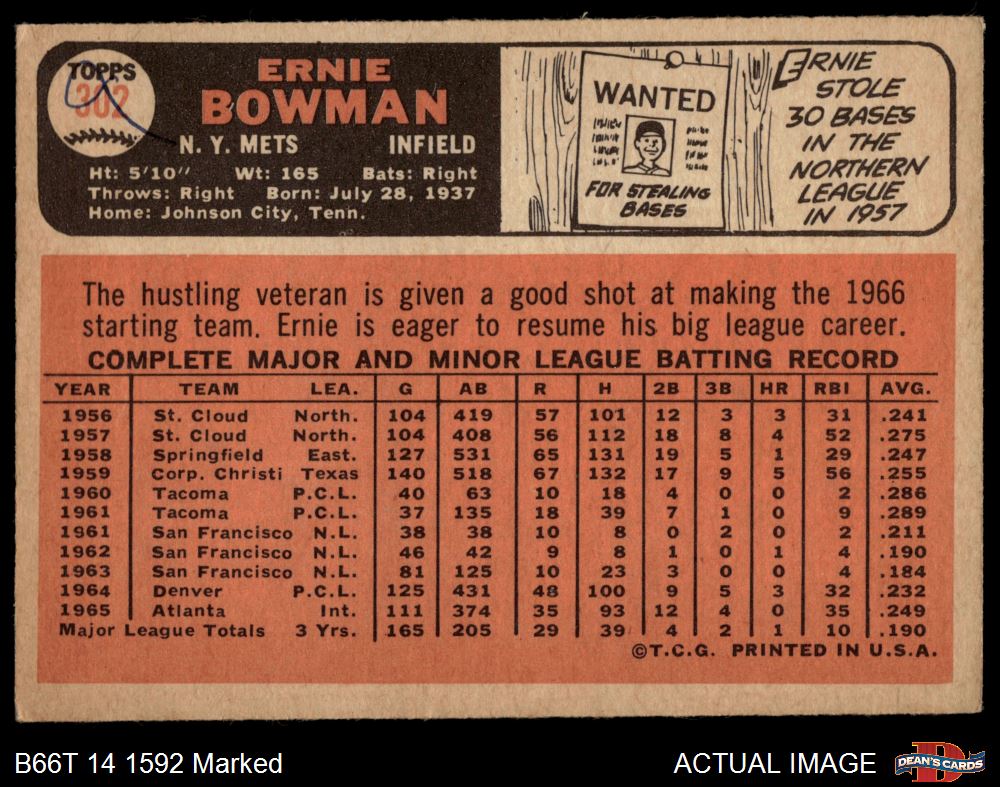 TOPPS
302
ERNIE
BOWMAN
N. Y. METS INFIELD
Ht: 5'10" Wt: 165 Bats: Right
Throws: Right Born: July 28, 1937
Home: Johnson City, Tenn.
WANTED
FOR STEALING
BASES
ERNIE
STOLE
30 BASES
IN THE
NORTHERN
LEAGUE
IN 1957
The hustling veteran is given a good shot at making the 1966
starting team. Ernie is eager to resume his big league career.
COMPLETE MAJOR AND MINOR LEAGUE BATTING RECORD
YEAR TEAM LEA. G AB R H 2B 3B HR RBI AVG.
1956 St. Cloud North. 104 419 57 101 12 3 3 31 .241
1957 St. Cloud North. 104 408 56 112 18 8 4 52 .275
1958 Springfield East. 127 531 65 131 19 5 1 29 .247
1959 Corp. Christi Texas 140 518 67 132 17 9 5 56 .255
1960 Tacoma P.C.L. 40 63 10 18 4 0 0 2 .286
1961 Tacoma P.C.L. 37 135 18 39 7 1 0 9 .289
1961 San Francisco N.L. 38 38 10 8 0 2 0 2 .211
1962 San Francisco N.L. 46 42 9 8 1 0 1 4 .190
1963 San Francisco N.L. 81 125 10 23 3 0 0 4 .184
1964 Denver P.C.L. 125 431 48 100 9 5 3 32 .232
1965 Atlanta Int. 111 374 35 93 12 4 0 35 .249
Major League Totals 3 Yrs. 165 205 29 39 4 2 1 10 .190
©T.C.G. PRINTED IN U.S.A.
B66T 14 1592 Marked
ACTUAL IMAGE
DEAN'S CARDS